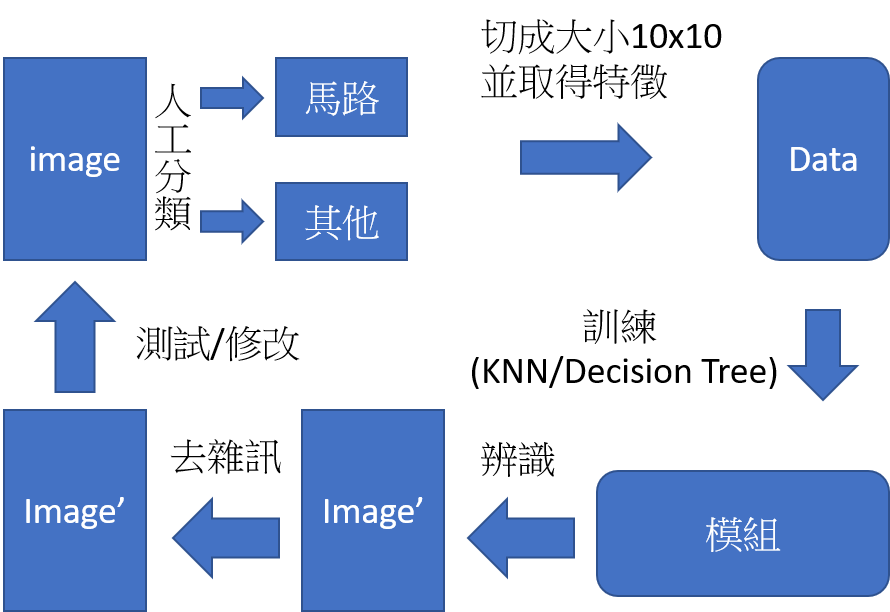 切成大小10x10
並取得特徵
image
人工分類
馬路
其他
Data
測試/修改
訓練
(KNN/Decision Tree)
Image’
去雜訊
Image’
辨識
模組